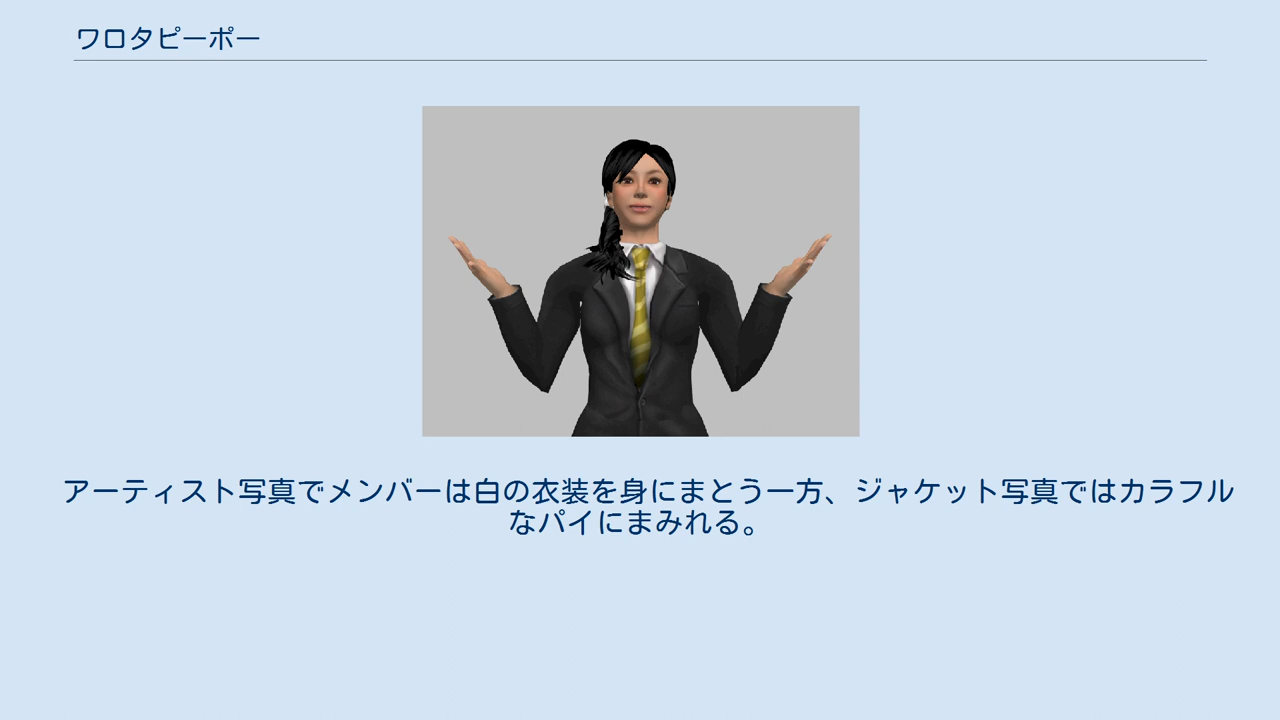 ワロタピーポー
アーティスト写真でメンバーは白の衣装を身にまとう一方、ジャケット写真ではカラフル
なパイにまみれる。